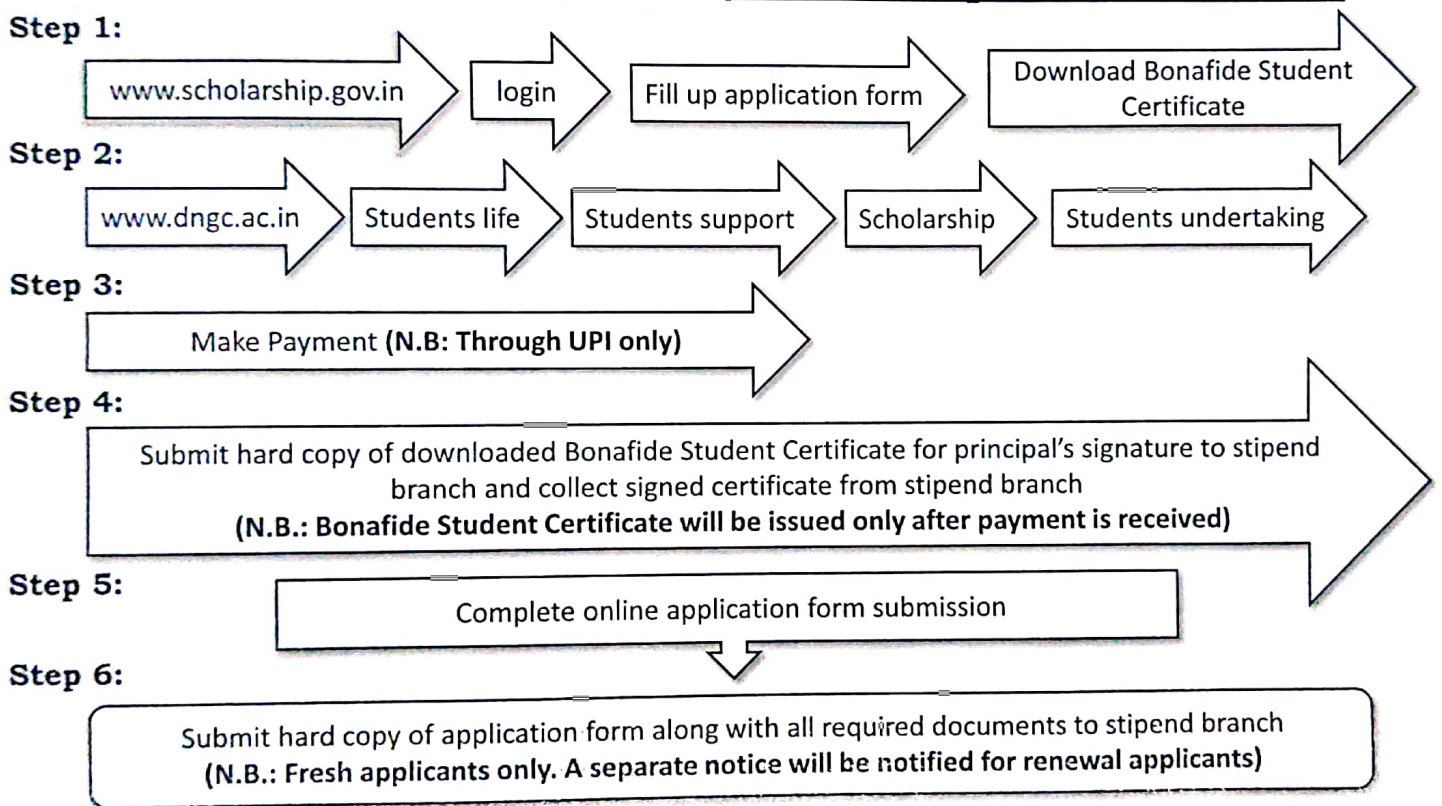 Step 1:
www.scholarship.gov.in
login
Fill up application form
Download Bonafide Student
Certificate
Step 2:
www.dngc.ac.in
Students life
Students support
Scholarship
Students undertaking
Step 3:
Make Payment (N.B: Through UPI only)
Step 4:
Submit hard copy of downloaded Bonafide Student Certificate for principal's signature to stipend
branch and collect signed certificate from stipend branch
(N.B.: Bonafide Student Certificate will be issued only after payment is received)
Step 5:
Complete online application form submission
Step 6:
Submit hard copy of application form along with all required documents to stipend branch
(N.B.: Fresh applicants only. A separate notice will be notified for renewal applicants)